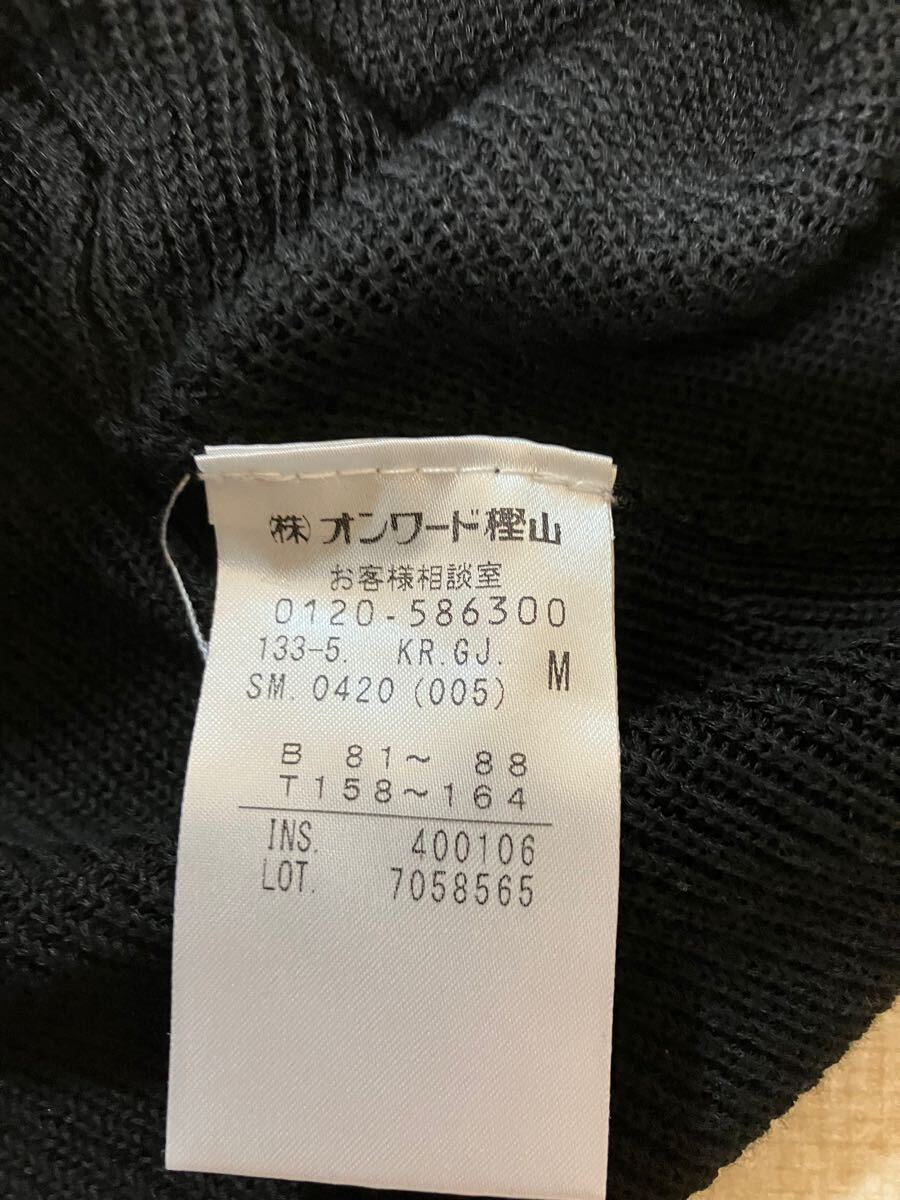 (株)オンワード樫山
お客様相談室
0120-586300
133-5. KR.GJ. M
SM. 0420 (005)
B 81~ 88
T158~164
INS. 400106
LOT. 7058565